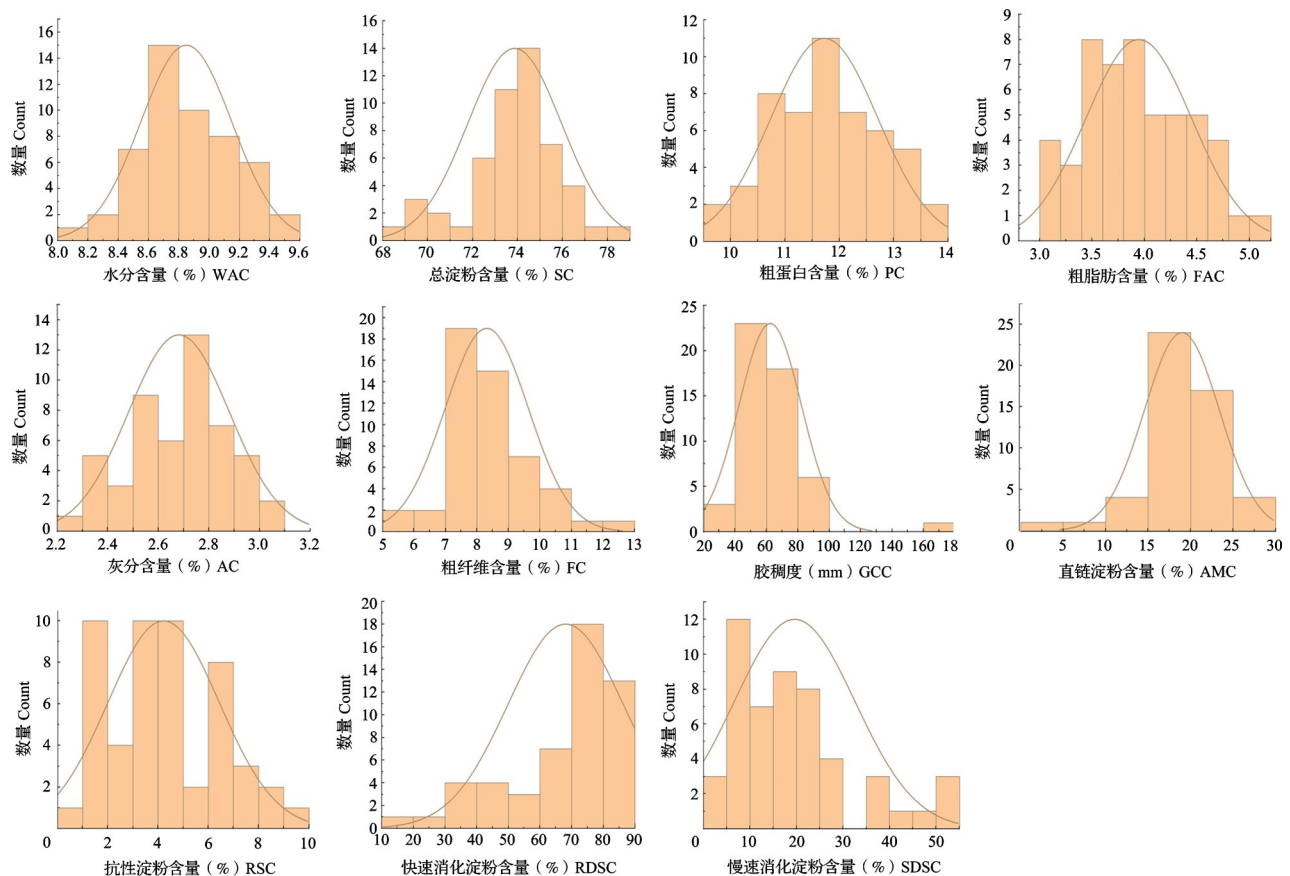 数量 Count
16
14
12
10
8
6
4
2
0
8.0 8.2 8.4 8.6 8.8 9.0 9.2 9.4 9.6
水分含量（%）WAC
数量 Count
16
14
12
10
8
6
4
2
0
68 70 72 74 76 78
总淀粉含量（%）SC
数量 Count
14
12
10
8
6
4
2
0
10 11 12 13 14
粗蛋白含量（%）PC
数量 Count
9
8
7
6
5
4
3
2
1
0
3.0 3.5 4.0 4.5 5.0
粗脂肪含量（%）FAC
数量 Count
14
12
10
8
6
4
2
0
2.2 2.4 2.6 2.8 3.0 3.2
灰分含量（%）AC
数量 Count
20
18
16
14
12
10
8
6
4
2
0
5 6 7 8 9 10 11 12 13
粗纤维含量（%）FC
数量 Count
25
20
15
10
5
0
20 40 60 80 100 120 140 160 18
胶稠度（mm）GCC
数量 Count
25
20
15
10
5
0 5 10 15 20 25 30
直链淀粉含量（%）AMC
数量 Count
10
8
6
4
2
0
2 4 6 8 10
抗性淀粉含量（%）RSC
数量 Count
20
18
16
14
12
10
8
6
4
2
0
10 20 30 40 50 60 70 80 90
快速消化淀粉含量（%）RDSC
数量 Count
12
10
8
6
4
2
0
10 20 30 40 50
慢速消化淀粉含量（%）SDSC